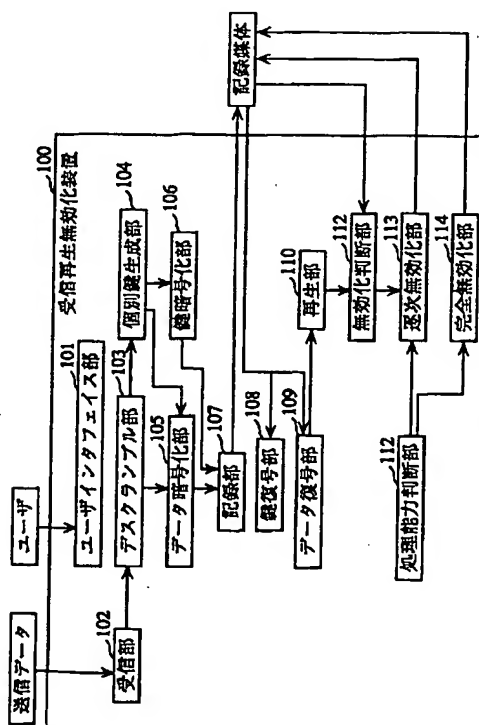 送信データ
ユーザ
100
受信再生無効化装置
101
ユーザインタフェイス部
102
受信部
103
デスクランブル部
104
個別鍵生成部
105
データ暗号化部
106
鍵暗号化部
107
記録部
記録媒体
108
鍵復号部
109
データ復号部
110
再生部
112
無効化判断部
113
逐次無効化部
114
完全無効化部
112
処理能力判断部